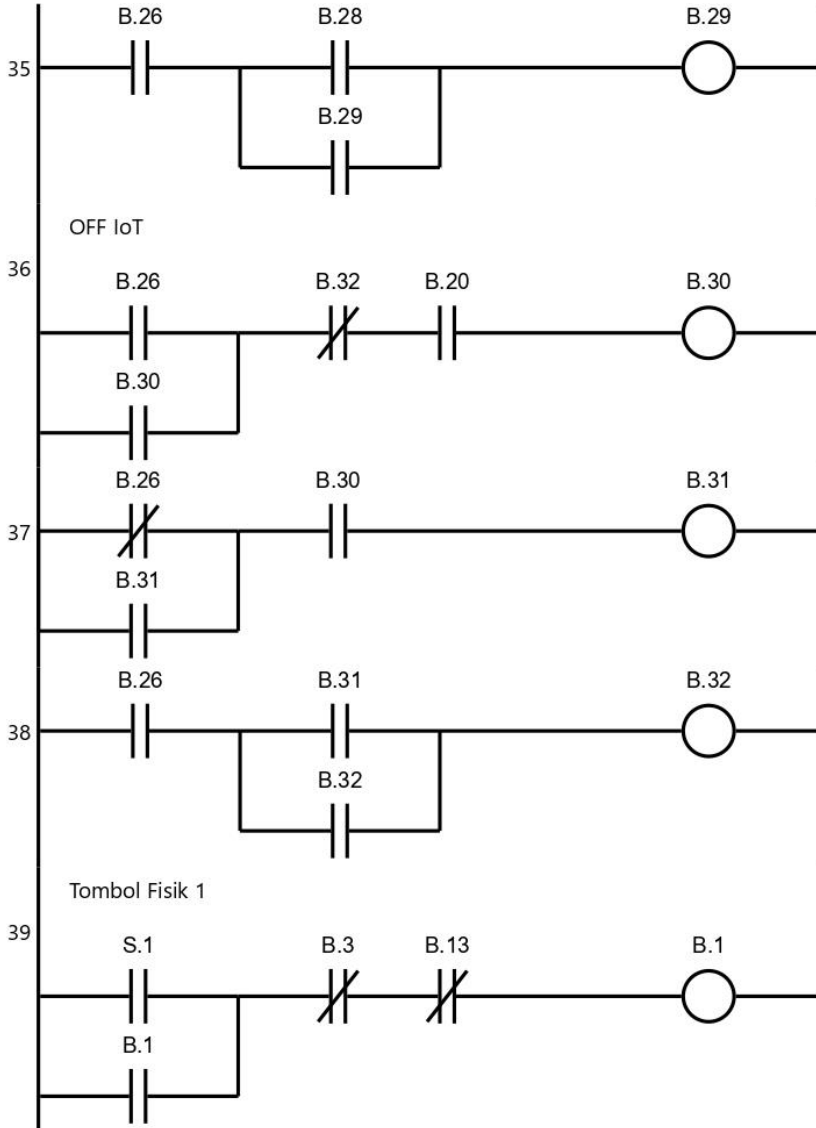 B.26 B.28 B.29
35
B.29
OFF IoT
36
B.26 B.32 B.20 B.30
B.30
B.26 B.30 B.31
37
B.31
B.26 B.31 B.32
38
B.32
Tombol Fisik 1
39
S.1 B.3 B.13 B.1
B.1